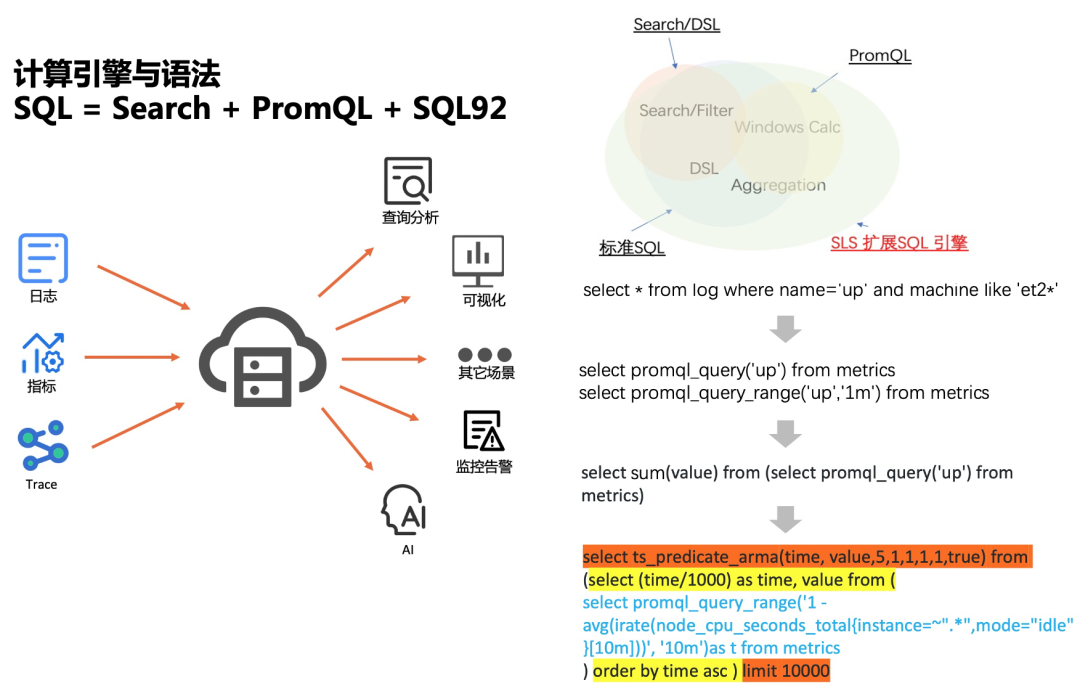 计算引擎与语法
SQL = Search + PromQL + SQL92
查询分析
日志
可视化
指标
其它场景
Trace
监控告警
AI
AI
Search/DSL
PromQL
Search/Filter
Windows Calc
DSL
Aggregation
标准SQL
SLS 扩展SQL 引擎
select * from log where name='up' and machine like 'et2*'
select promql_query('up') from metrics
select promql_query_range('up','1m') from metrics
select sum(value) from (select promql_query('up') from
metrics)
select ts_predicate_arma(time, value,5,1,1,1,1,true) from
(select (time/1000) as time, value from (
select promql_query_range('1 -
avg(irate(node_cpu_seconds_total{instance=~".*",mode="idle"
}[10m]))', '10m')as t from metrics
) order by time asc ) limit 10000